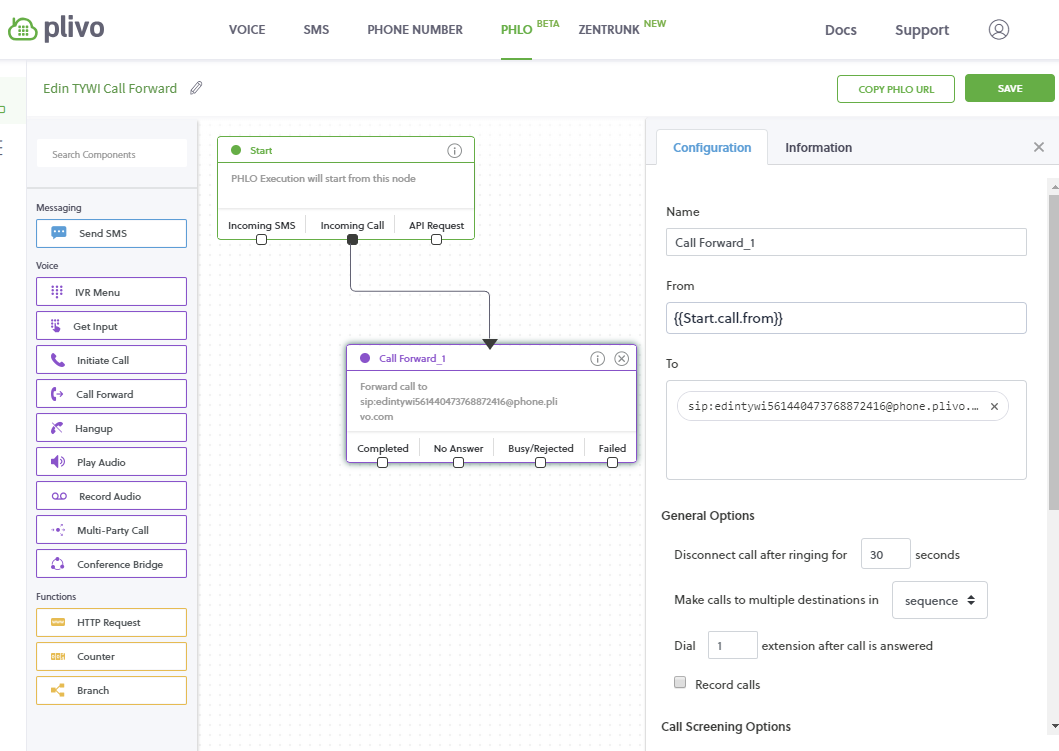 plivo
VOICE
SMS
PHONE NUMBER
PHLO BETA
ZENTRUNK NEW
Docs
Support
Edin TYWI Call Forward
COPY PHLO URL
SAVE
Search Components
Messaging
Send SMS
Voice
IVR Menu
Get Input
Initiate Call
Call Forward
Hangup
Play Audio
Record Audio
Multi-Party Call
Conference Bridge
Functions
HTTP Request
Counter
Branch
Start
PHLO Execution will start from this node
Incoming SMS
Incoming Call
API Request
Call Forward_1
Forward call to
sip:edintywi561440473768872416@phone.pli
vo.com
Completed
No Answer
Busy/Rejected
Failed
Configuration
Information
Name
Call Forward_1
From
{{Start.call.from}}
To
sip:edintywi561440473768872416@phone.plivo.…
General Options
Disconnect call after ringing for 30 seconds
Make calls to multiple destinations in sequence
Dial 1 extension after call is answered
Record calls
Call Screening Options